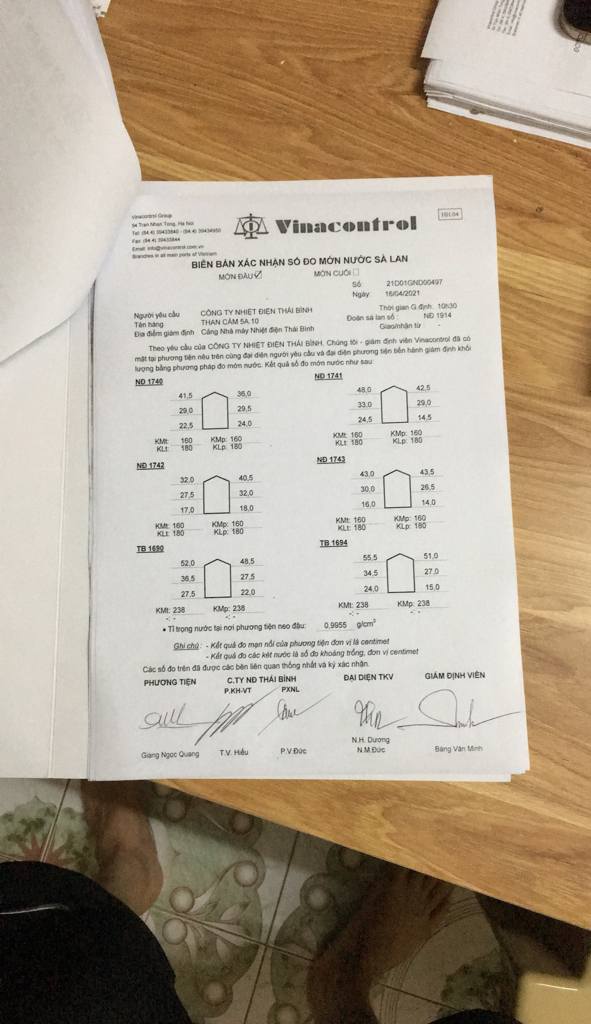 Vinacontrol Group
54 Tran Nhan Tong, Ha Noi
Tel: (84.4) 39433840 - (84.4) 39434950
Fax: (84.4) 39433844
Email: info@vinacontrol.com.vn
Branches in all main ports of Vietnam
Vinacontrol
BIÊN BẢN XÁC NHẬN SỐ ĐO MỚN NƯỚC SÀ LAN
MỚN ĐẦU ☑ MỚN CUỐI ☐
Số: 21D01GND00497
Ngày: 16/04/2021
Người yêu cầu CÔNG TY NHIỆT ĐIỆN THÁI BÌNH Thời gian G.định: 10h30
Tên hàng THAN CÁM 5A.10 Đoàn sà lan số: NĐ 1914
Địa điểm giám định Cảng Nhà máy Nhiệt điện Thái Bình Giao/nhận từ -
Theo yêu cầu của CÔNG TY NHIỆT ĐIỆN THÁI BÌNH. Chúng tôi - giám định viên Vinacontrol đã có
mặt tại phương tiện nêu trên cùng đại diện người yêu cầu và đại diện phương tiện tiến hành giám định khối
lượng bằng phương pháp đo mớn nước. Kết quả số đo mớn nước như sau:
NĐ 1740 NĐ 1741
41,5 36,0 48,0 42,5
29,0 29,5 33,0 29,0
22,5 24,0 24,5 14,5
KMt: 160 KMp: 160 KMt: 160 KMp: 160
KLt: 180 KLp: 180 KLt: 180 KLp: 180
NĐ 1742 NĐ 1743
32,0 40,5 43,0 43,5
27,5 32,0 30,0 26,5
17,0 18,0 16,0 14,0
KMt: 160 KMp: 160 KMt: 160 KMp: 160
KLt: 180 KLp: 180 KLt: 180 KLp: 180
TB 1690 TB 1694
52,0 48,5 55,5 51,0
36,5 27,5 34,5 27,0
27,5 22,0 24,0 15,0
KMt: 238 KMp: 238 KMt: 238 KMp: 238
-: - -: - -: - -: -
• Tỉ trọng nước tại nơi phương tiện neo đậu: 0,9955 g/cm³
Ghi chú: - Kết quả đo mạn nổi của phương tiện đơn vị là centimet
- Kết quả đo các két nước là số đo khoảng trống, đơn vị centimet
Các số đo trên đã được các bên liên quan thống nhất và ký xác nhận.
PHƯƠNG TIỆN C.TY NĐ THÁI BÌNH ĐẠI DIỆN TKV GIÁM ĐỊNH VIÊN
P.KH-VT PXNL
Giang Ngọc Quang T.V. Hiếu P.V.Đức N.H. Dương Bàng Văn Minh
N.M.Đức